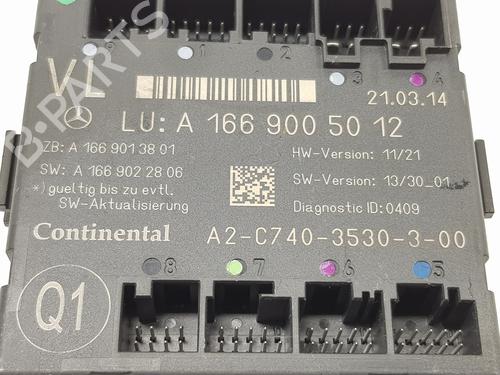 B-PARTS
6 1 2 3 4
VL
21.03.14
LU: A 166 900 50 12
ZB: A 166 901 38 01
HW-Version: 11/21
SW: A 166 902 28 06
SW-Version: 13/30_01
*) gueltig bis zu evtl.
SW-Aktualisierung
Diagnostic ID: 0409
Continental
A2-C740-3530-3-00
8 7 6 5
Q1